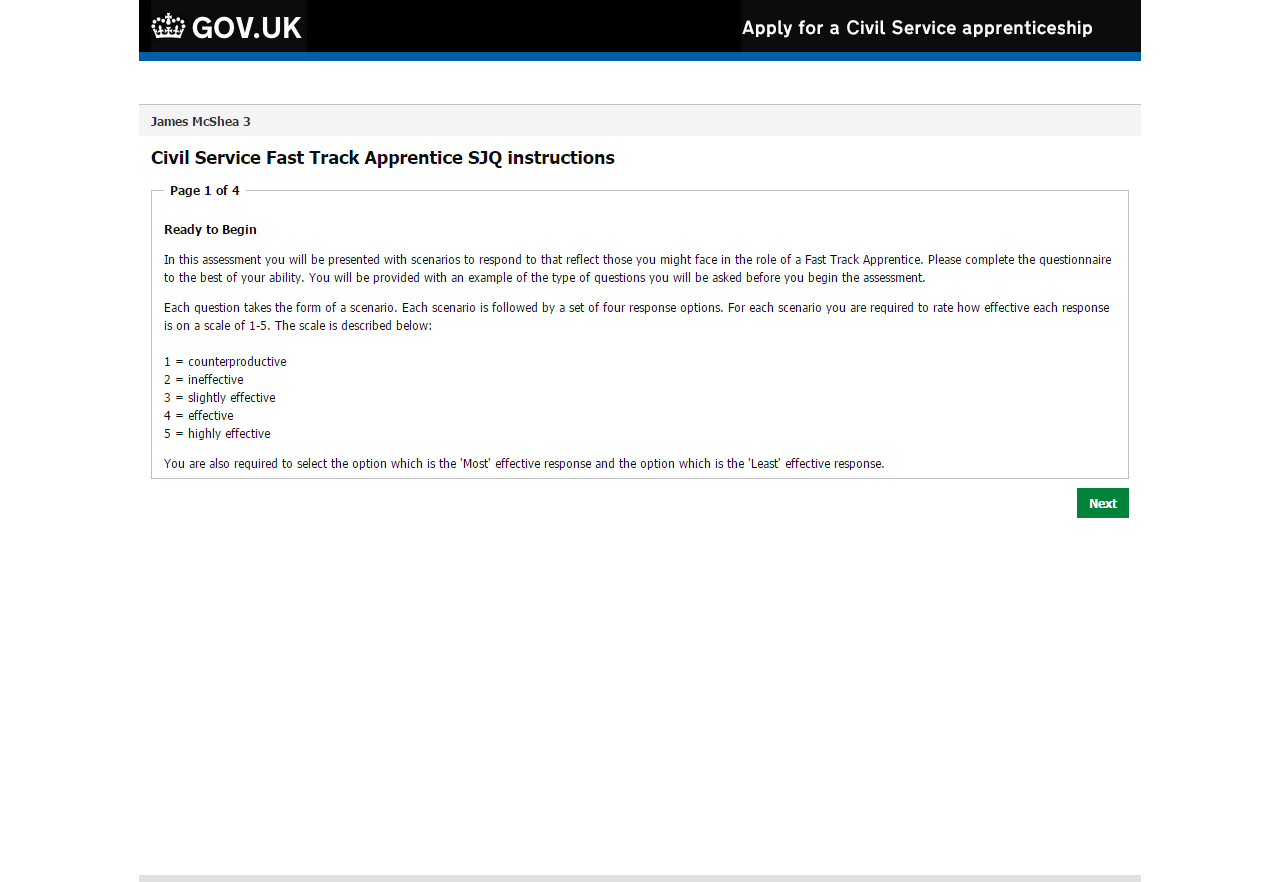 GOV.UK
Apply for a Civil Service apprenticeship
James McShea 3
Civil Service Fast Track Apprentice SJQ instructions
Page 1 of 4
Ready to Begin
In this assessment you will be presented with scenarios to respond to that reflect those you might face in the role of a Fast Track Apprentice. Please complete the questionnaire
to the best of your ability. You will be provided with an example of the type of questions you will be asked before you begin the assessment.
Each question takes the form of a scenario. Each scenario is followed by a set of four response options. For each scenario you are required to rate how effective each response
is on a scale of 1-5. The scale is described below:
1 = counterproductive
2 = ineffective
3 = slightly effective
4 = effective
5 = highly effective
You are also required to select the option which is the 'Most' effective response and the option which is the 'Least' effective response.
Next